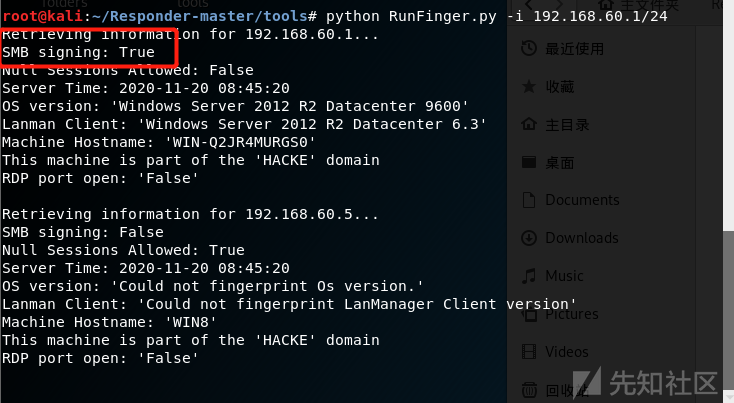 root@kali:~/Responder-master/tools# python RunFinger.py -i 192.168.60.1/24
Retrieving information for 192.168.60.1...
SMB signing: True
Null Sessions Allowed: False
Server Time: 2020-11-20 08:45:20
OS version: 'Windows Server 2012 R2 Datacenter 9600'
Lanman Client: 'Windows Server 2012 R2 Datacenter 6.3'
Machine Hostname: 'WIN-Q2JR4MURGS0'
This machine is part of the 'HACKE' domain
RDP port open: 'False'
Retrieving information for 192.168.60.5...
SMB signing: False
Null Sessions Allowed: True
Server Time: 2020-11-20 08:45:20
OS version: 'Could not fingerprint Os version.'
Lanman Client: 'Could not fingerprint LanManager Client version'
Machine Hostname: 'WIN8'
This machine is part of the 'HACKE' domain
RDP port open: 'False'
主文件夹
最近使用
收藏
主目录
桌面
Documents
Downloads
Music
Pictures
Videos
回收站
先知社区